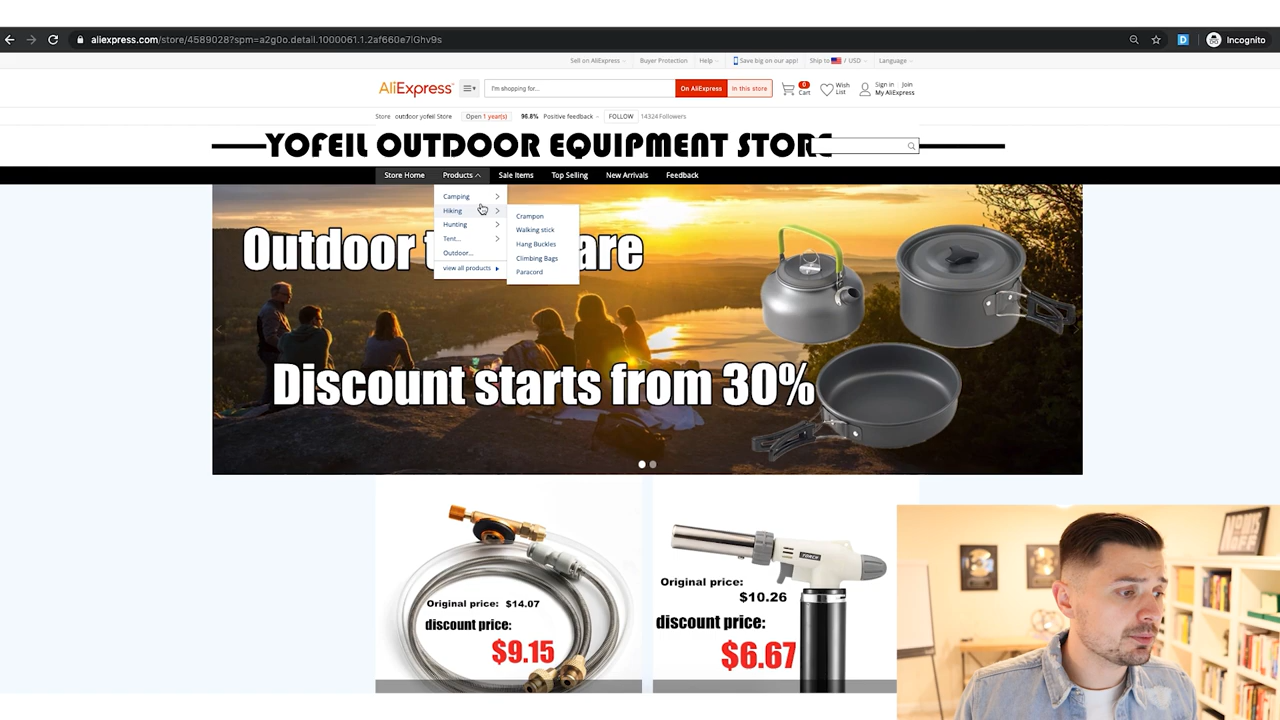 aliexpress.com/store/4589028?spm=a2g0o.detail.1000061.1.2af660e7lGhv9s
Incognito
Sell on AliExpress
Buyer Protection
Help
Save big on our app!
Ship to / USD
Language
AliExpress
I'm shopping for...
On AliExpress
In this store
0
Cart
Wish
List
Sign in Join
My AliExpress
Store outdoor yofeil Store
Open 1 year(s)
96.8% Positive feedback
FOLLOW
14324 Followers
YOFEIL OUTDOOR EQUIPMENT STORE
Store Home
Products
Sale Items
Top Selling
New Arrivals
Feedback
Camping
Hiking
Hunting
Tent...
Outdoor...
view all products
Crampon
Walking stick
Hang Buckles
Climbing Bags
Paracord
Outdoor
Discount starts from 30%
Original price: $14.07
discount price:
$9.15
TORCH
Original price:
$10.26
discount price:
$6.67